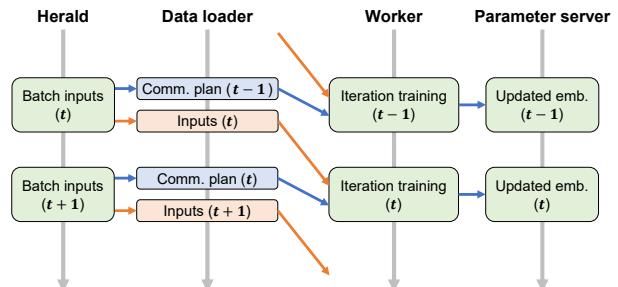 Herald Data loader Worker Parameter server
Batch inputs
(t)
Comm. plan (t − 1)
Inputs (t)
Iteration training
(t − 1)
Updated emb.
(t − 1)
Batch inputs
(t + 1)
Comm. plan (t)
Inputs (t + 1)
Iteration training
(t)
Updated emb.
(t)